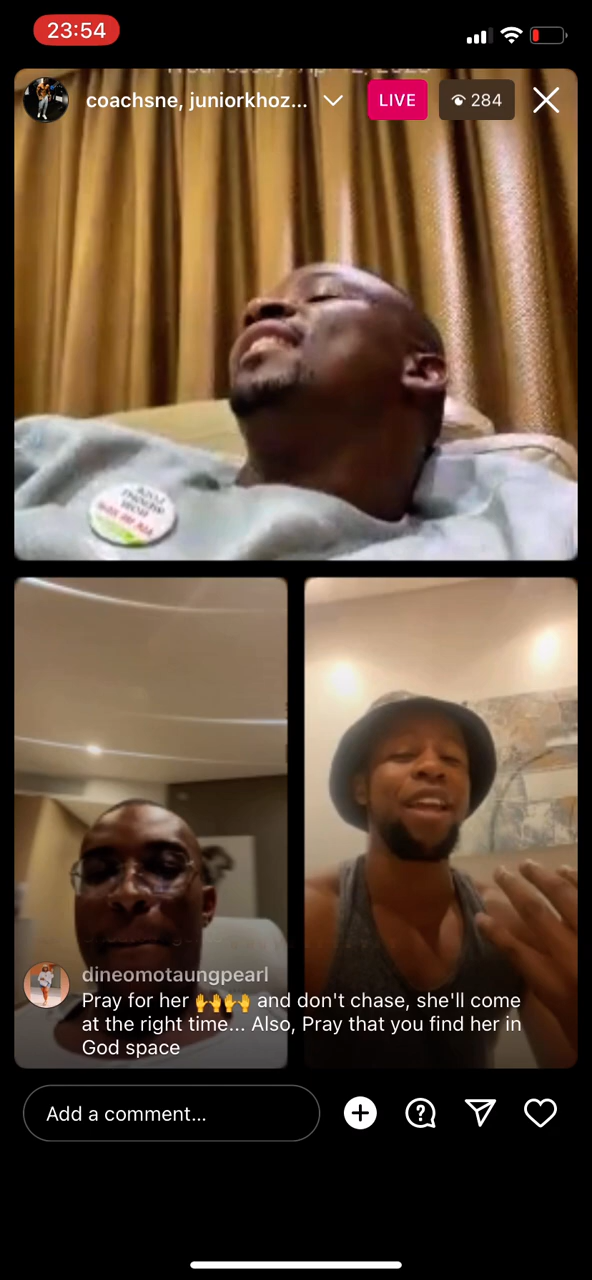 23:54
coachsne, juniorkhoz...
LIVE
284
dineomotaungpearl
Pray for her 🙌🙌 and don't chase, she'll come
at the right time... Also, Pray that you find her in
God space
Add a comment...